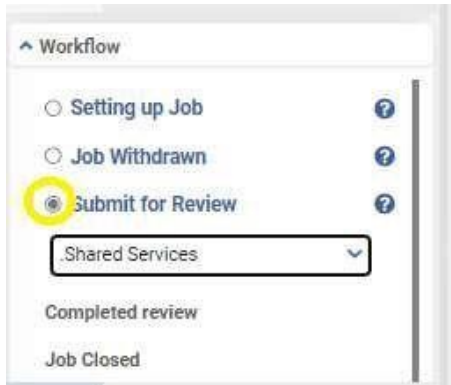 Workflow
Setting up Job
Job Withdrawn
Submit for Review
.Shared Services
Completed review
Job Closed